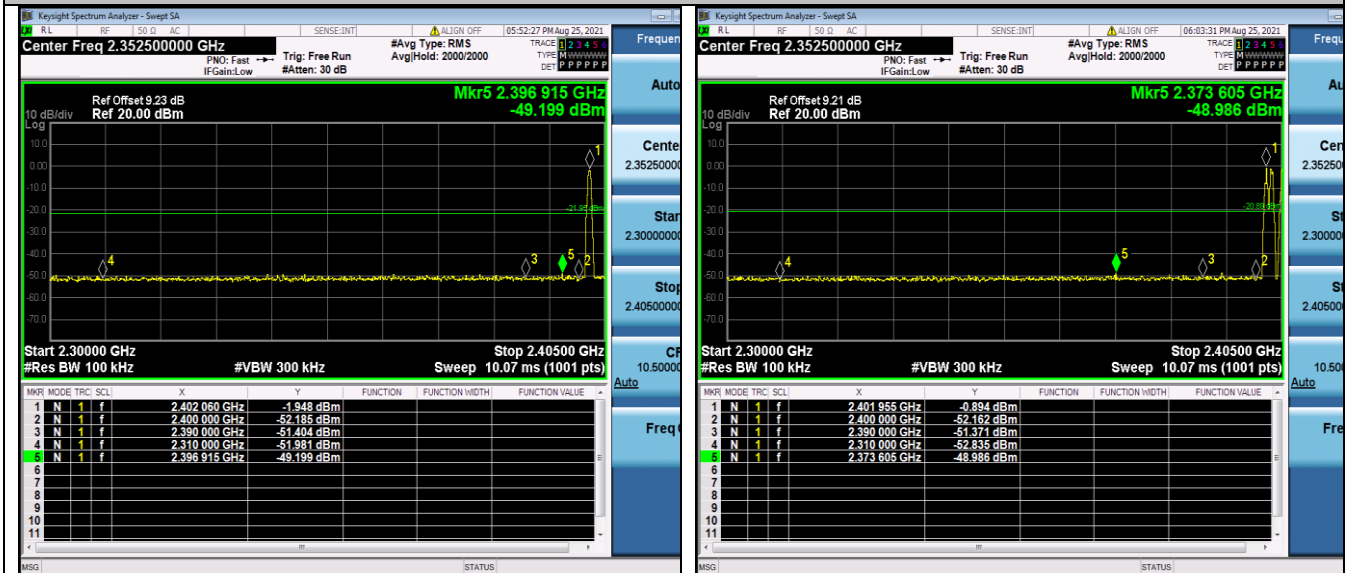 Keysight Spectrum Analyzer - Swept SA
RL RF 50 Ω AC SENSE:INT ALIGN OFF 05:52:27 PM Aug 25, 2021
Center Freq 2.352500000 GHz
#Avg Type: RMS
TRACE 1 2 3 4 5 6
PNO: Fast Trig: Free Run Avg|Hold: 2000/2000
TYPE M
IFGain:Low #Atten: 30 dB
DET P P P P P P
Mkr5 2.396 915 GHz
-49.199 dBm
Ref Offset 9.23 dB
10 dB/div Ref 20.00 dBm
Log
10.0
0.00
-10.0
-20.0
-30.0
-40.0
-50.0
-60.0
-70.0
1
4
3
5
2
Start 2.30000 GHz Stop 2.40500 GHz
#Res BW 100 kHz #VBW 300 kHz Sweep 10.07 ms (1001 pts)
MKR MODE TRC SCL X Y FUNCTION FUNCTION WIDTH FUNCTION VALUE
1 N 1 f 2.402 060 GHz -1.948 dBm
2 N 1 f 2.400 000 GHz -52.185 dBm
3 N 1 f 2.390 000 GHz -51.404 dBm
4 N 1 f 2.310 000 GHz -51.981 dBm
5 N 1 f 2.396 915 GHz -49.199 dBm
6
7
8
9
10
11
MSG STATUS
Frequen
Auto
Cente
2.3525000
Star
2.3000000
Stop
2.4050000
CF
10.5000
Auto
Freq
Keysight Spectrum Analyzer - Swept SA
RL RF 50 Ω AC SENSE:INT ALIGN OFF 06:03:31 PM Aug 25, 2021
Center Freq 2.352500000 GHz
#Avg Type: RMS
TRACE 1 2 3 4 5 6
PNO: Fast Trig: Free Run Avg|Hold: 2000/2000
TYPE M
IFGain:Low #Atten: 30 dB
DET P P P P P P
Mkr5 2.373 605 GHz
-48.986 dBm
Ref Offset 9.21 dB
10 dB/div Ref 20.00 dBm
Log
10.0
0.00
-10.0
-20.0
-30.0
-40.0
-50.0
-60.0
-70.0
1
4
5
3
2
Start 2.30000 GHz Stop 2.40500 GHz
#Res BW 100 kHz #VBW 300 kHz Sweep 10.07 ms (1001 pts)
MKR MODE TRC SCL X Y FUNCTION FUNCTION WIDTH FUNCTION VALUE
1 N 1 f 2.401 955 GHz -0.894 dBm
2 N 1 f 2.400 000 GHz -52.162 dBm
3 N 1 f 2.390 000 GHz -51.371 dBm
4 N 1 f 2.310 000 GHz -52.835 dBm
5 N 1 f 2.373 605 GHz -48.986 dBm
6
7
8
9
10
11
MSG STATUS
Frequ
Au
Cen
2.35250
St
2.30000
St
2.40500
10.500
Auto
Fre